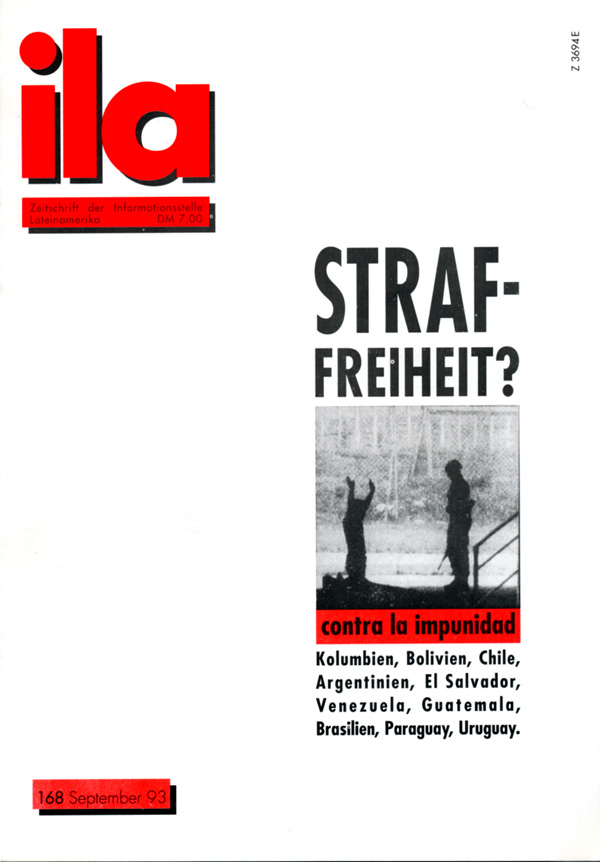 Z 3694 E
ila
Zeitschrift der Informationsstelle
Lateinamerika DM 7,00
STRAF-
FREIHEIT?
contra la impunidad
Kolumbien, Bolivien, Chile,
Argentinien, El Salvador,
Venezuela, Guatemala,
Brasilien, Paraguay, Uruguay.
168 September 93